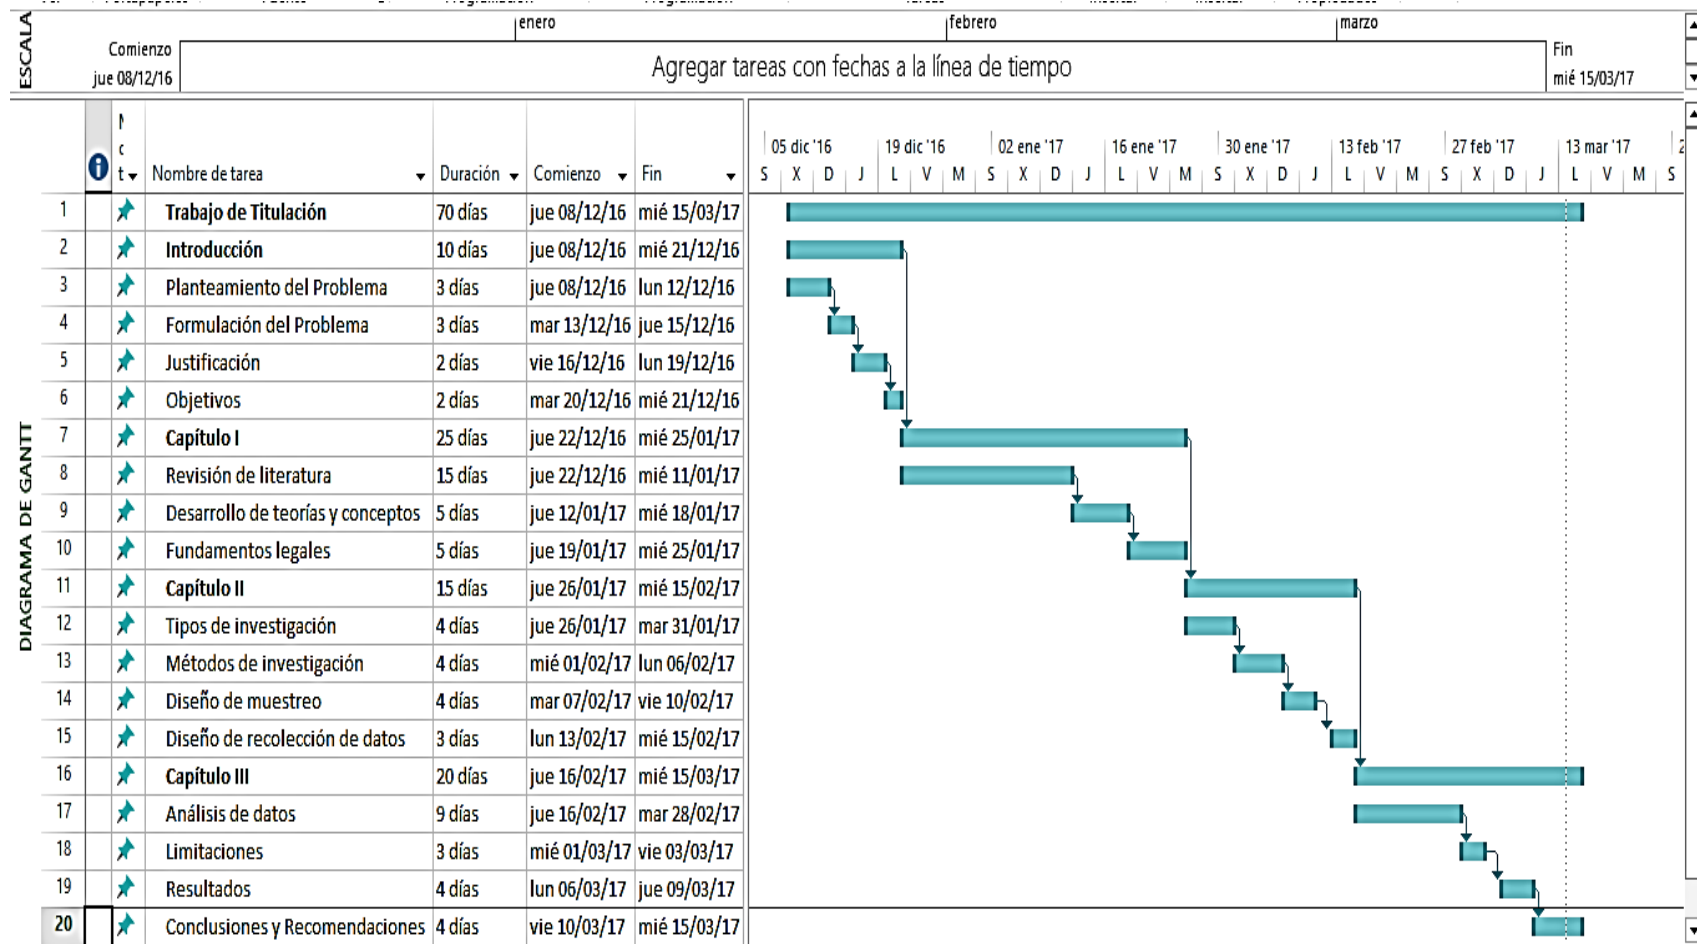 enero febrero marzo
ESCALA
Comienzo
jue 08/12/16
Agregar tareas con fechas a la línea de tiempo
Fin
mié 15/03/17
DIAGRAMA DE GANTT
Nombre de tarea Duración Comienzo Fin
05 dic '16 19 dic '16 02 ene '17 16 ene '17 30 ene '17 13 feb '17 27 feb '17 13 mar '17 2
S X D J L V M S X D J L V M S X D J L V M S X D J L V M S
1 Trabajo de Titulación 70 días jue 08/12/16 mié 15/03/17
2 Introducción 10 días jue 08/12/16 mié 21/12/16
3 Planteamiento del Problema 3 días jue 08/12/16 lun 12/12/16
4 Formulación del Problema 3 días mar 13/12/16 jue 15/12/16
5 Justificación 2 días vie 16/12/16 lun 19/12/16
6 Objetivos 2 días mar 20/12/16 mié 21/12/16
7 Capítulo I 25 días jue 22/12/16 mié 25/01/17
8 Revisión de literatura 15 días jue 22/12/16 mié 11/01/17
9 Desarrollo de teorías y conceptos 5 días jue 12/01/17 mié 18/01/17
10 Fundamentos legales 5 días jue 19/01/17 mié 25/01/17
11 Capítulo II 15 días jue 26/01/17 mié 15/02/17
12 Tipos de investigación 4 días jue 26/01/17 mar 31/01/17
13 Métodos de investigación 4 días mié 01/02/17 lun 06/02/17
14 Diseño de muestreo 4 días mar 07/02/17 vie 10/02/17
15 Diseño de recolección de datos 3 días lun 13/02/17 mié 15/02/17
16 Capítulo III 20 días jue 16/02/17 mié 15/03/17
17 Análisis de datos 9 días jue 16/02/17 mar 28/02/17
18 Limitaciones 3 días mié 01/03/17 vie 03/03/17
19 Resultados 4 días lun 06/03/17 jue 09/03/17
20 Conclusiones y Recomendaciones 4 días vie 10/03/17 mié 15/03/17